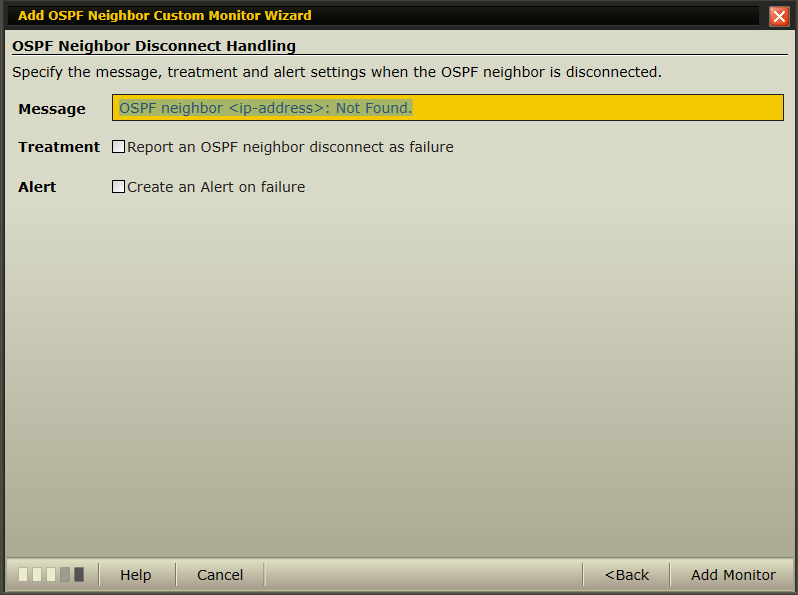 Add OSPF Neighbor Custom Monitor Wizard
OSPF Neighbor Disconnect Handling
Specify the message, treatment and alert settings when the OSPF neighbor is disconnected.
Message OSPF neighbor <ip-address>: Not Found.
Treatment Report an OSPF neighbor disconnect as failure
Alert Create an Alert on failure
Help Cancel <Back Add Monitor